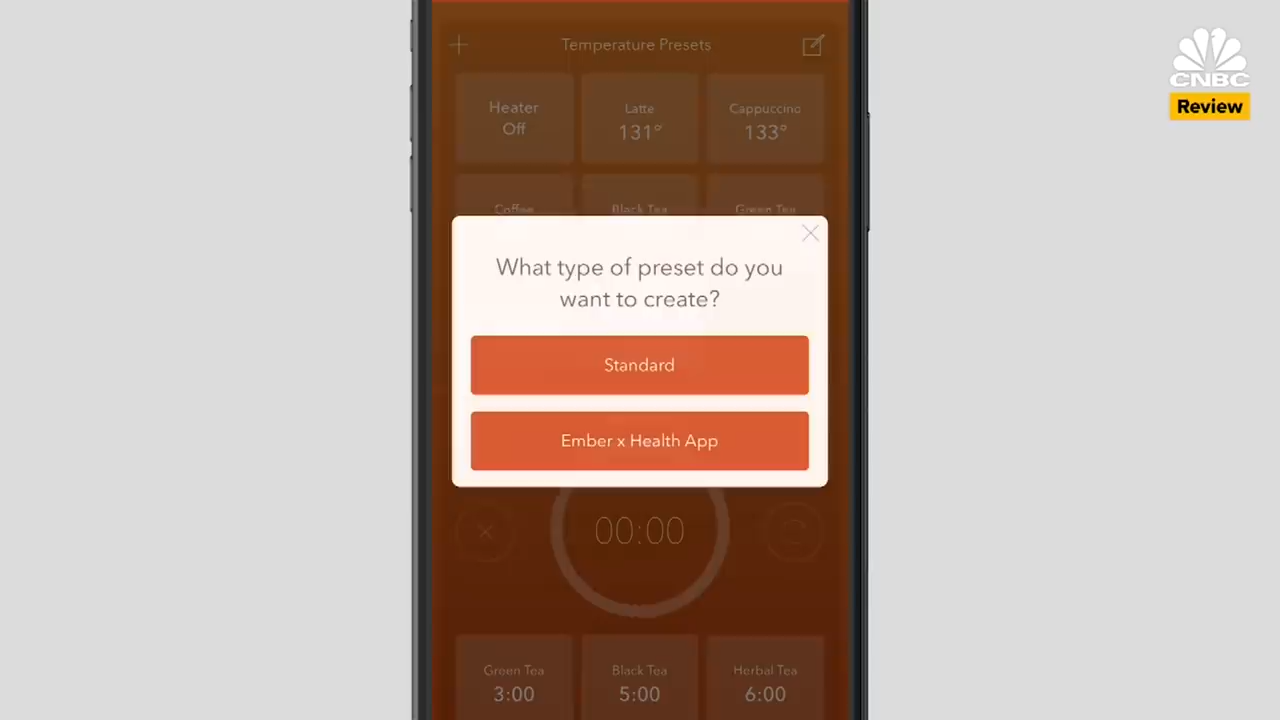 Temperature Presets
CNBC
Review
Heater
Off
Latte
131°
Cappuccino
133°
Coffee
Black Tea
Green Tea
What type of preset do you
want to create?
Standard
Ember x Health App
00:00
Green Tea
3:00
Black Tea
5:00
Herbal Tea
6:00